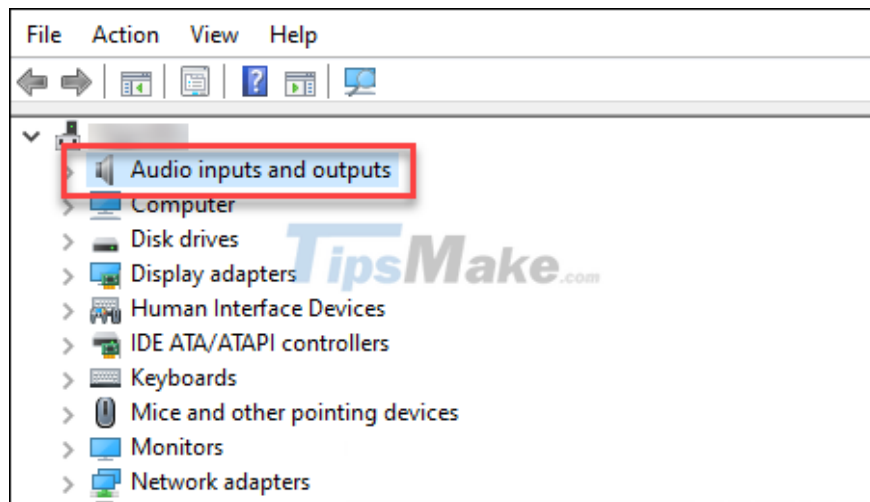 File Action View Help
Audio inputs and outputs
Computer
Disk drives
TipsMake.com
Display adapters
Human Interface Devices
IDE ATA/ATAPI controllers
Keyboards
Mice and other pointing devices
Monitors
Network adapters